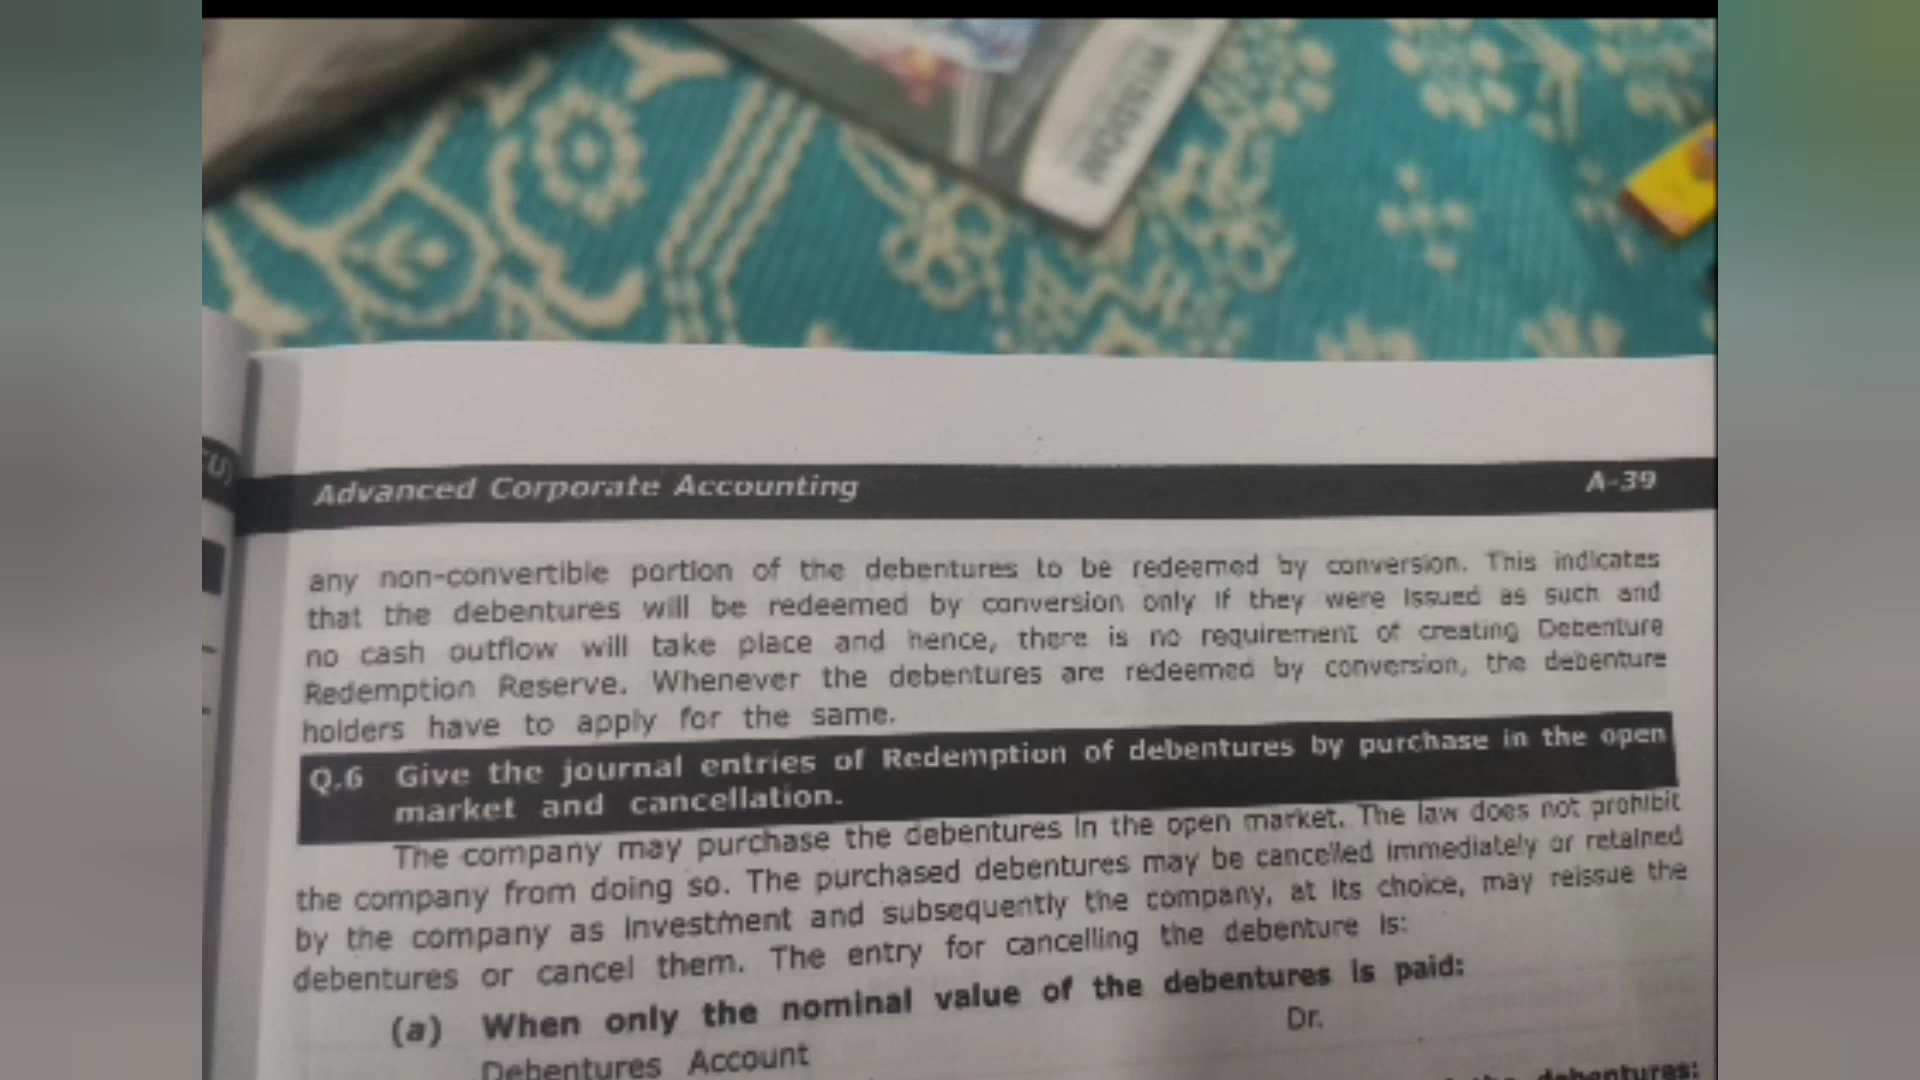 WISDOM
CU)
Advanced Corporate Accounting A-39
any non-convertible portion of the debentures to be redeemed by conversion. This indicates
that the debentures will be redeemed by conversion only if they were issued as such and
no cash outflow will take place and hence, there is no requirement of creating Debenture
Redemption Reserve. Whenever the debentures are redeemed by conversion, the debenture
holders have to apply for the same.
Q.6 Give the journal entries of Redemption of debentures by purchase in the open
market and cancellation.
The company may purchase the debentures in the open market. The law does not prohibit
the company from doing so. The purchased debentures may be cancelled immediately or retained
by the company as investment and subsequently the company, at its choice, may reissue the
debentures or cancel them. The entry for cancelling the debenture is:
(a) When only the nominal value of the debentures is paid:
Debentures Account Dr.
debentures: